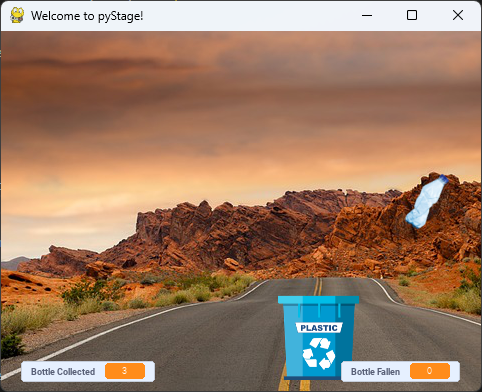 Welcome to pyStage!
PLASTIC
Bottle Collected 3
Bottle Fallen 0